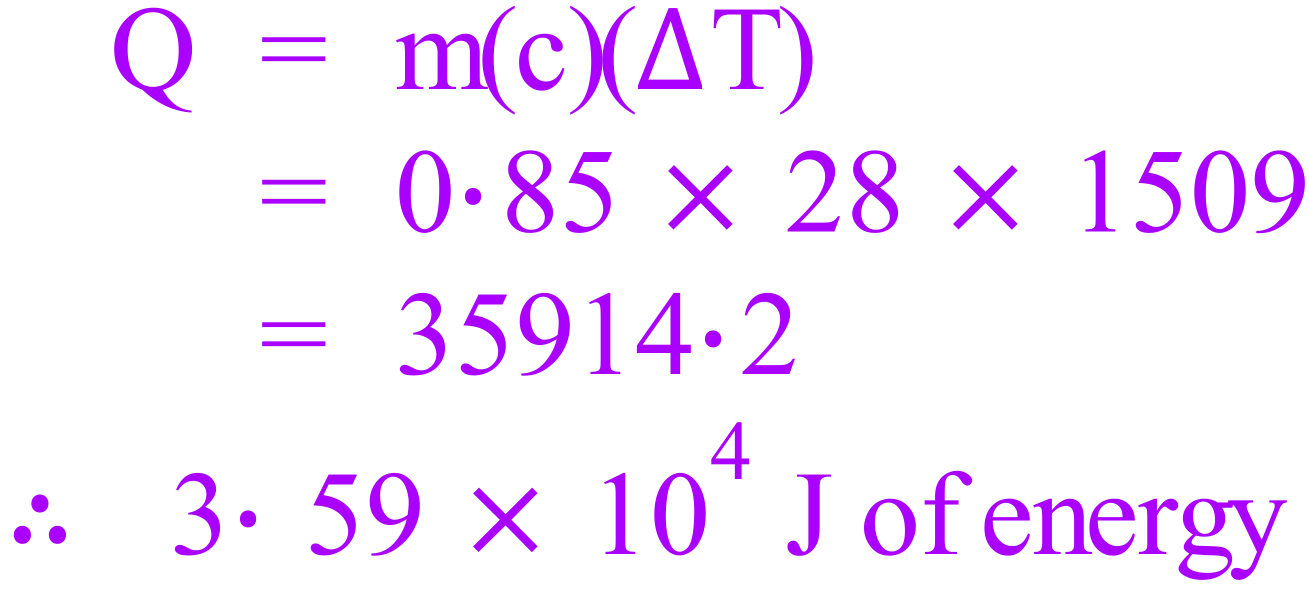 Q = m(c)(ΔT)
= 0·85 × 28 × 1509
= 35914·2
∴ 3· 59 × 10⁴ J of energy